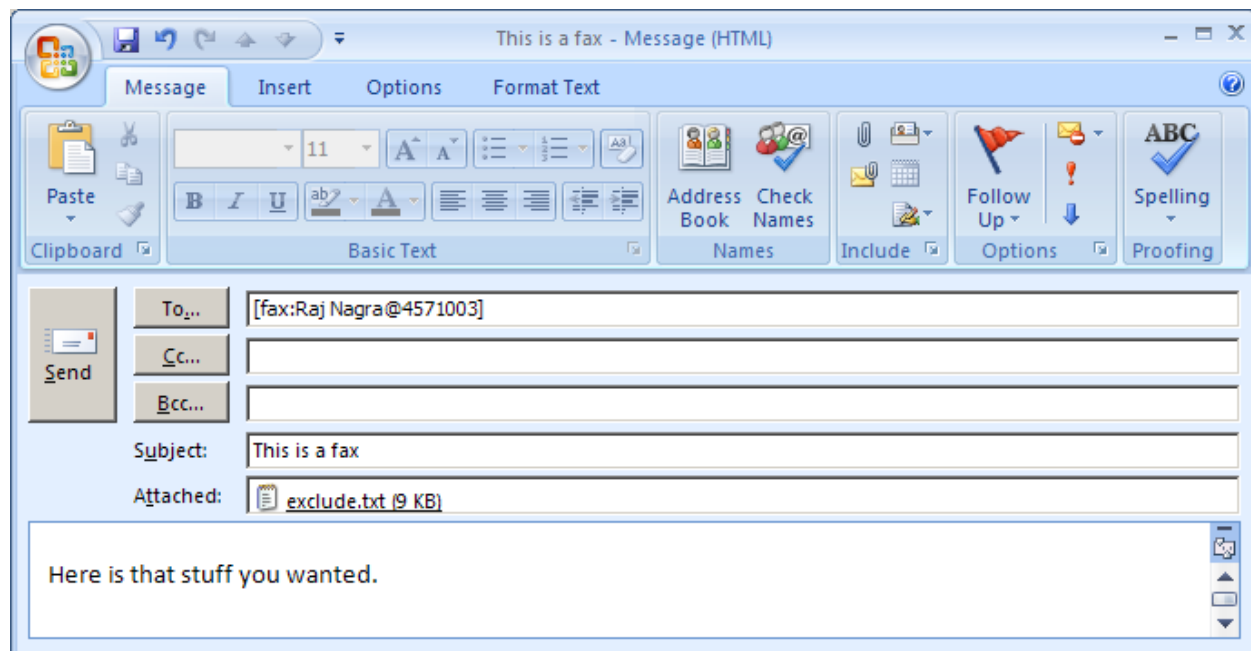 This is a fax - Message (HTML)
Message Insert Options Format Text
11
Paste
B I U ab A
Address Book
Check Names
Follow Up
ABC
Spelling
Clipboard Basic Text Names Include Options Proofing
To... [fax:Raj Nagra@4571003]
Send
Cc...
Bcc...
Subject: This is a fax
Attached: exclude.txt (9 KB)
Here is that stuff you wanted.